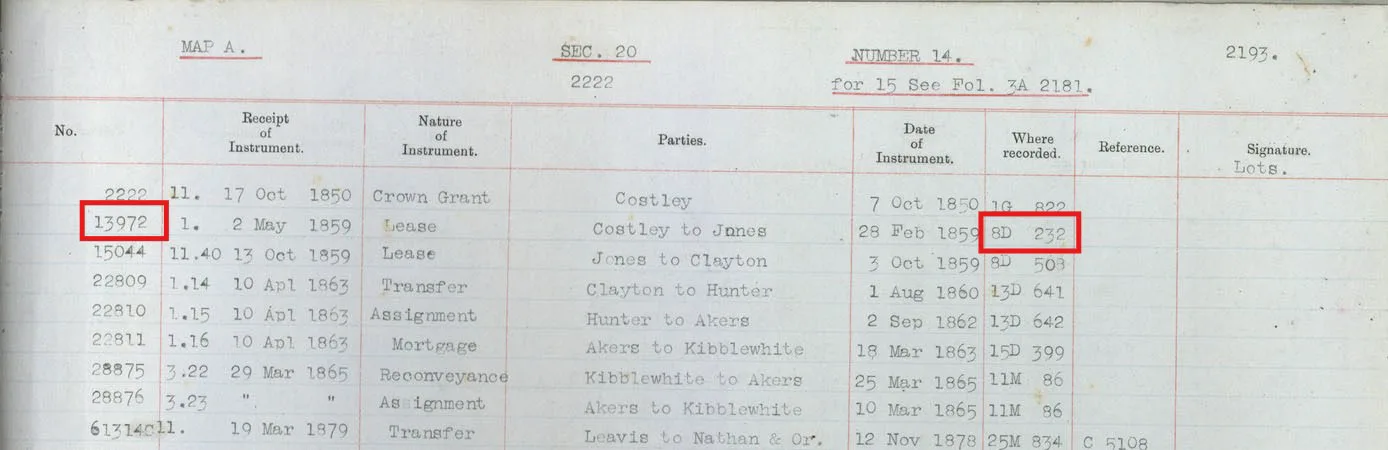 MAP A. SEC. 20 NUMBER 14. 2193.
2222 for 15 See Fol. 3A 2181.
No. Receipt of Instrument. Nature of Instrument. Parties. Date of Instrument. Where recorded. Reference. Signature.
Lots.
2222 11. 17 Oct 1850 Crown Grant Costley 7 Oct 1850 1G 822
13972 1. 2 May 1859 Lease Costley to Jones 28 Feb 1859 8D 232
15044 11.40 13 Oct 1859 Lease Jones to Clayton 3 Oct 1859 8D 508
22809 1.14 10 Apl 1863 Transfer Clayton to Hunter 1 Aug 1860 13D 641
22810 1.15 10 Apl 1863 Assignment Hunter to Akers 2 Sep 1862 13D 642
22811 1.16 10 Apl 1863 Mortgage Akers to Kibblewhite 18 Mar 1863 15D 399
28875 3.22 29 Mar 1865 Reconveyance Kibblewhite to Akers 25 Mar 1865 11M 86
28876 3.23 " " Assignment Akers to Kibblewhite 10 Mar 1865 11M 86
11. 19 Mar 1879 Transfer Leavis to Nathan & Or. 12 Nov 1878 25M 834 C 5108